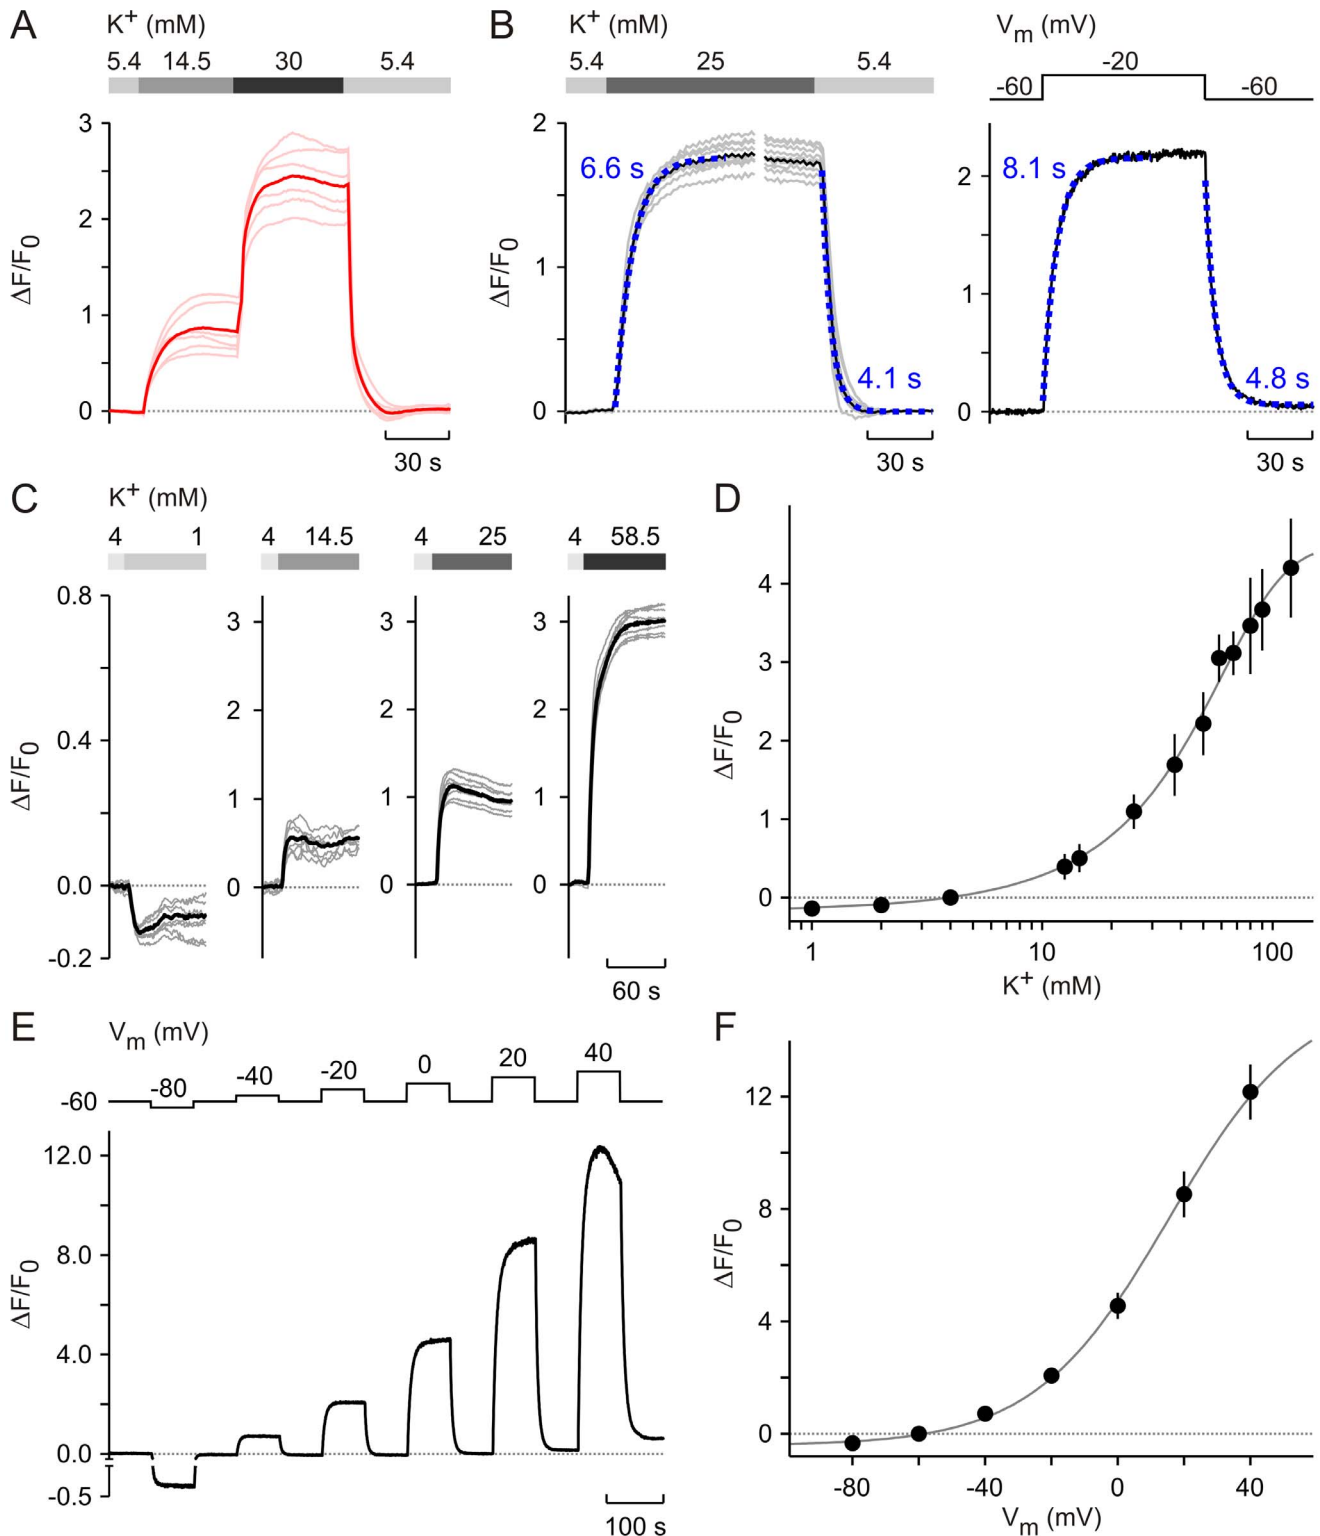 A
K+ (mM)
5.4 14.5 30 5.4
3
2
1
0
ΔF/F0
30 s
B
K+ (mM)
5.4 25 5.4
2
1
0
ΔF/F0
6.6 s
4.1 s
30 s
Vm (mV)
-60 -20 -60
2
1
0
8.1 s
4.8 s
30 s
C
K+ (mM)
4 1
4 14.5
4 25
4 58.5
0.8
0.4
0.0
-0.2
ΔF/F0
3
2
1
0
3
2
1
0
3
2
1
0
60 s
D
4
3
2
1
0
ΔF/F0
1 10 100
K+ (mM)
E
Vm (mV)
-60 -80 -40 -20 0 20 40
12.0
8.0
4.0
0.0
-0.5
ΔF/F0
100 s
F
12
8
4
0
ΔF/F0
-80 -40 0 40
Vm (mV)